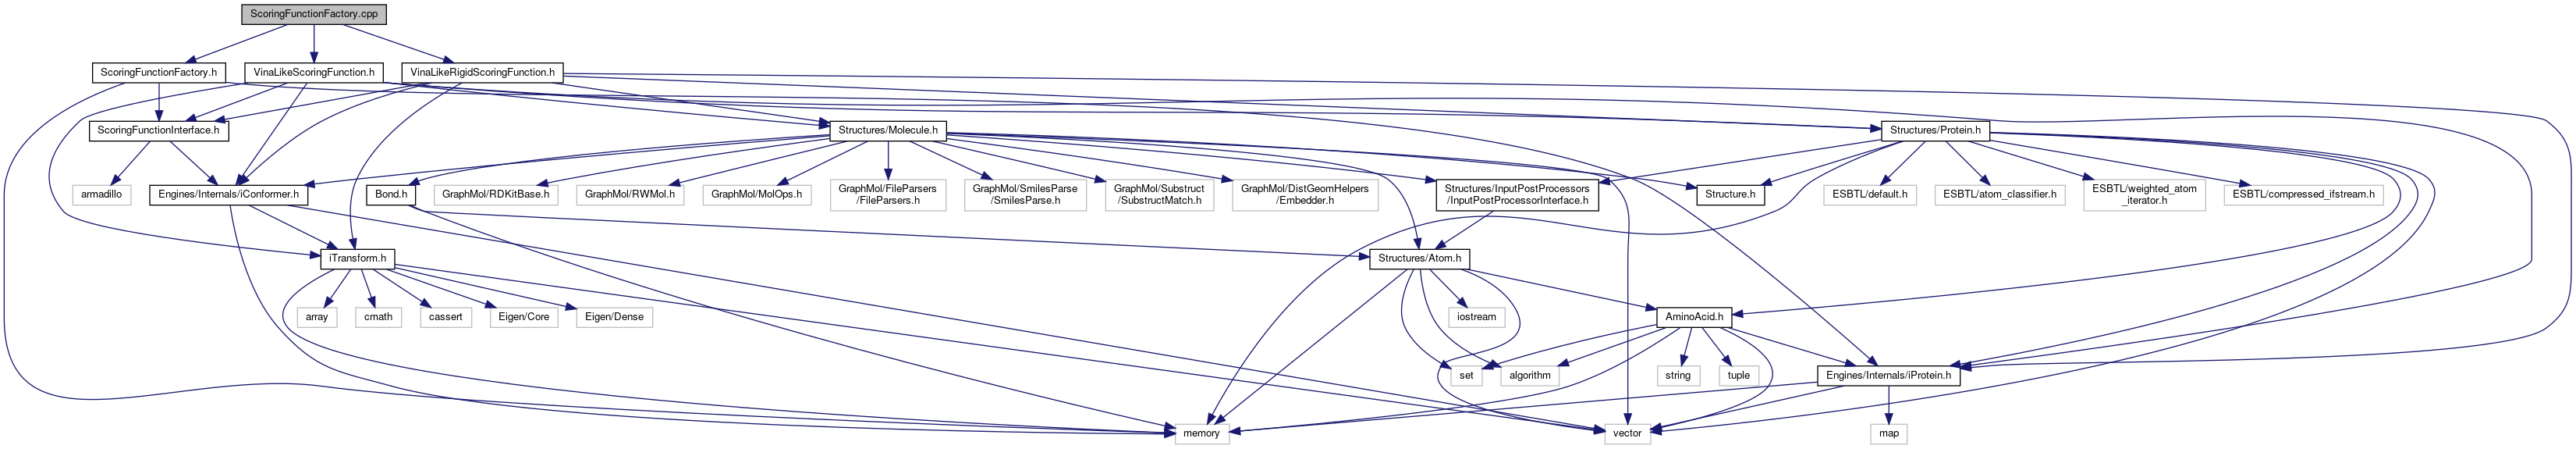 ScoringFunctionFactory.cpp
ScoringFunctionFactory.h
VinaLikeScoringFunction.h
VinaLikeRigidScoringFunction.h
ScoringFunctionInterface.h
Structures/Molecule.h
Structures/Protein.h
armadillo
Engines/Internals/iConformer.h
Bond.h
GraphMol/RDKitBase.h
GraphMol/RWMol.h
GraphMol/MolOps.h
GraphMol/FileParsers
/FileParsers.h
GraphMol/SmilesParse
/SmilesParse.h
GraphMol/Substruct
/SubstructMatch.h
GraphMol/DistGeomHelpers
/Embedder.h
Structures/InputPostProcessors
/InputPostProcessorInterface.h
Structure.h
ESBTL/default.h
ESBTL/atom_classifier.h
ESBTL/weighted_atom
_iterator.h
ESBTL/compressed_ifstream.h
iTransform.h
Structures/Atom.h
array
cmath
cassert
Eigen/Core
Eigen/Dense
iostream
AminoAcid.h
set
algorithm
string
tuple
Engines/Internals/iProtein.h
memory
vector
map